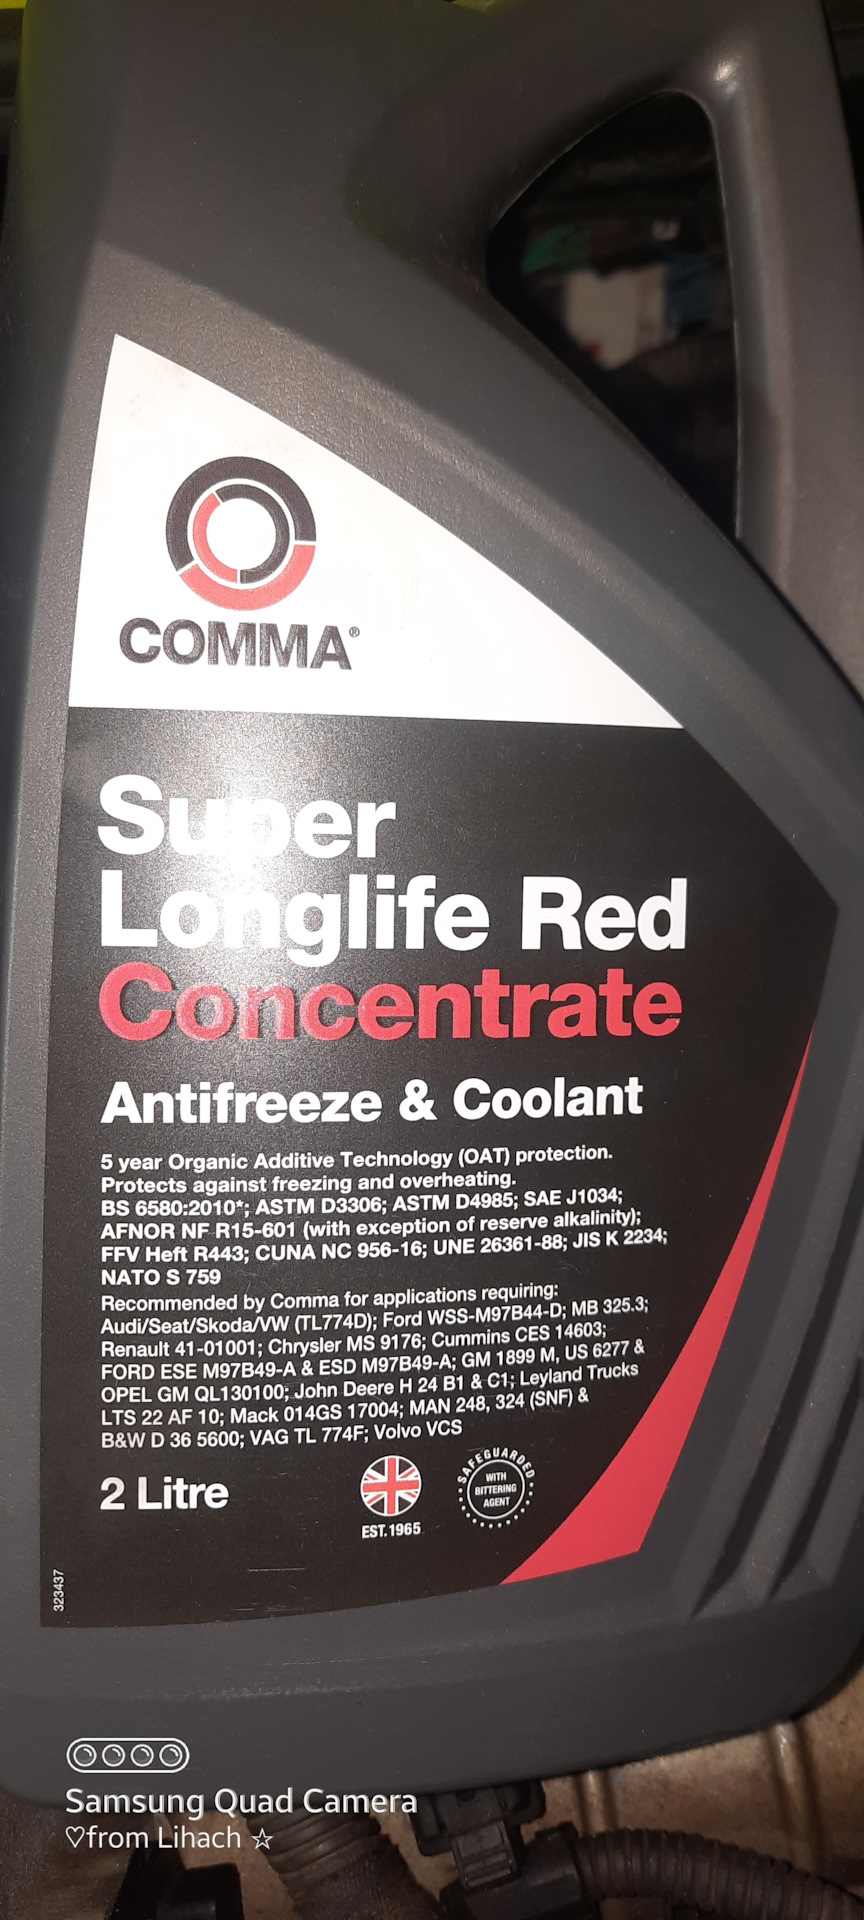 COMMA®
Super
Longlife Red
Concentrate
Antifreeze & Coolant
5 year Organic Additive Technology (OAT) protection.
Protects against freezing and overheating.
BS 6580:2010*; ASTM D3306; ASTM D4985; SAE J1034;
AFNOR NF R15-601 (with exception of reserve alkalinity);
FFV Heft R443; CUNA NC 956-16; UNE 26361-88; JIS K 2234;
NATO S 759
Recommended by Comma for applications requiring:
Audi/Seat/Skoda/VW (TL774D); Ford WSS-M97B44-D; MB 325.3;
Renault 41-01001; Chrysler MS 9176; Cummins CES 14603;
FORD ESE M97B49-A & ESD M97B49-A; GM 1899 M, US 6277 &
OPEL GM QL130100; John Deere H 24 B1 & C1; Leyland Trucks
LTS 22 AF 10; Mack 014GS 17004; MAN 248, 324 (SNF) &
B&W D 36 5600; VAG TL 774F; Volvo VCS
2 Litre
EST.1965
SAFEGUARDED
WITH
BITTERING
AGENT
323437
Samsung Quad Camera
♡from Lihach ☆